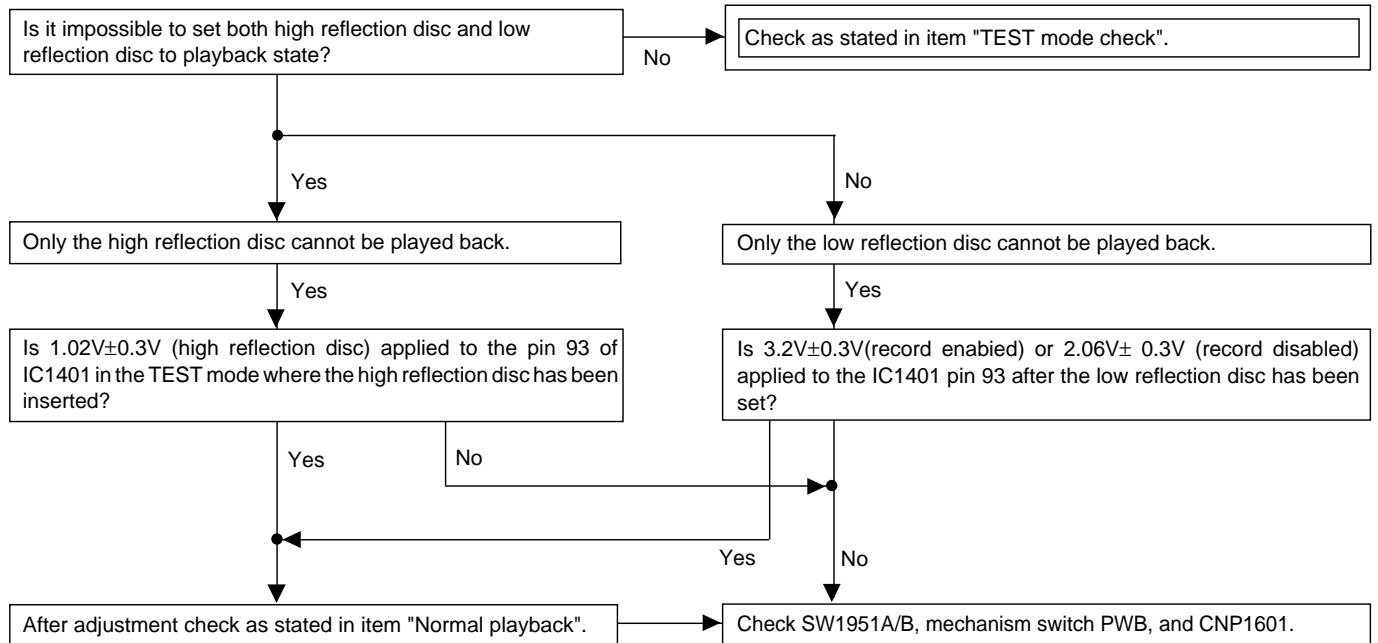 Is it impossible to set both high reflection disc and low
reflection disc to playback state?
No
Check as stated in item "TEST mode check".
Yes
No
Only the high reflection disc cannot be played back.
Only the low reflection disc cannot be played back.
Yes
Yes
Is 1.02V±0.3V (high reflection disc) applied to the pin 93 of
IC1401 in the TEST mode where the high reflection disc has been
inserted?
Is 3.2V±0.3V(record enabied) or 2.06V± 0.3V (record disabled)
applied to the IC1401 pin 93 after the low reflection disc has been
set?
Yes
No
Yes
No
After adjustment check as stated in item "Normal playback".
Check SW1951A/B, mechanism switch PWB, and CNP1601.